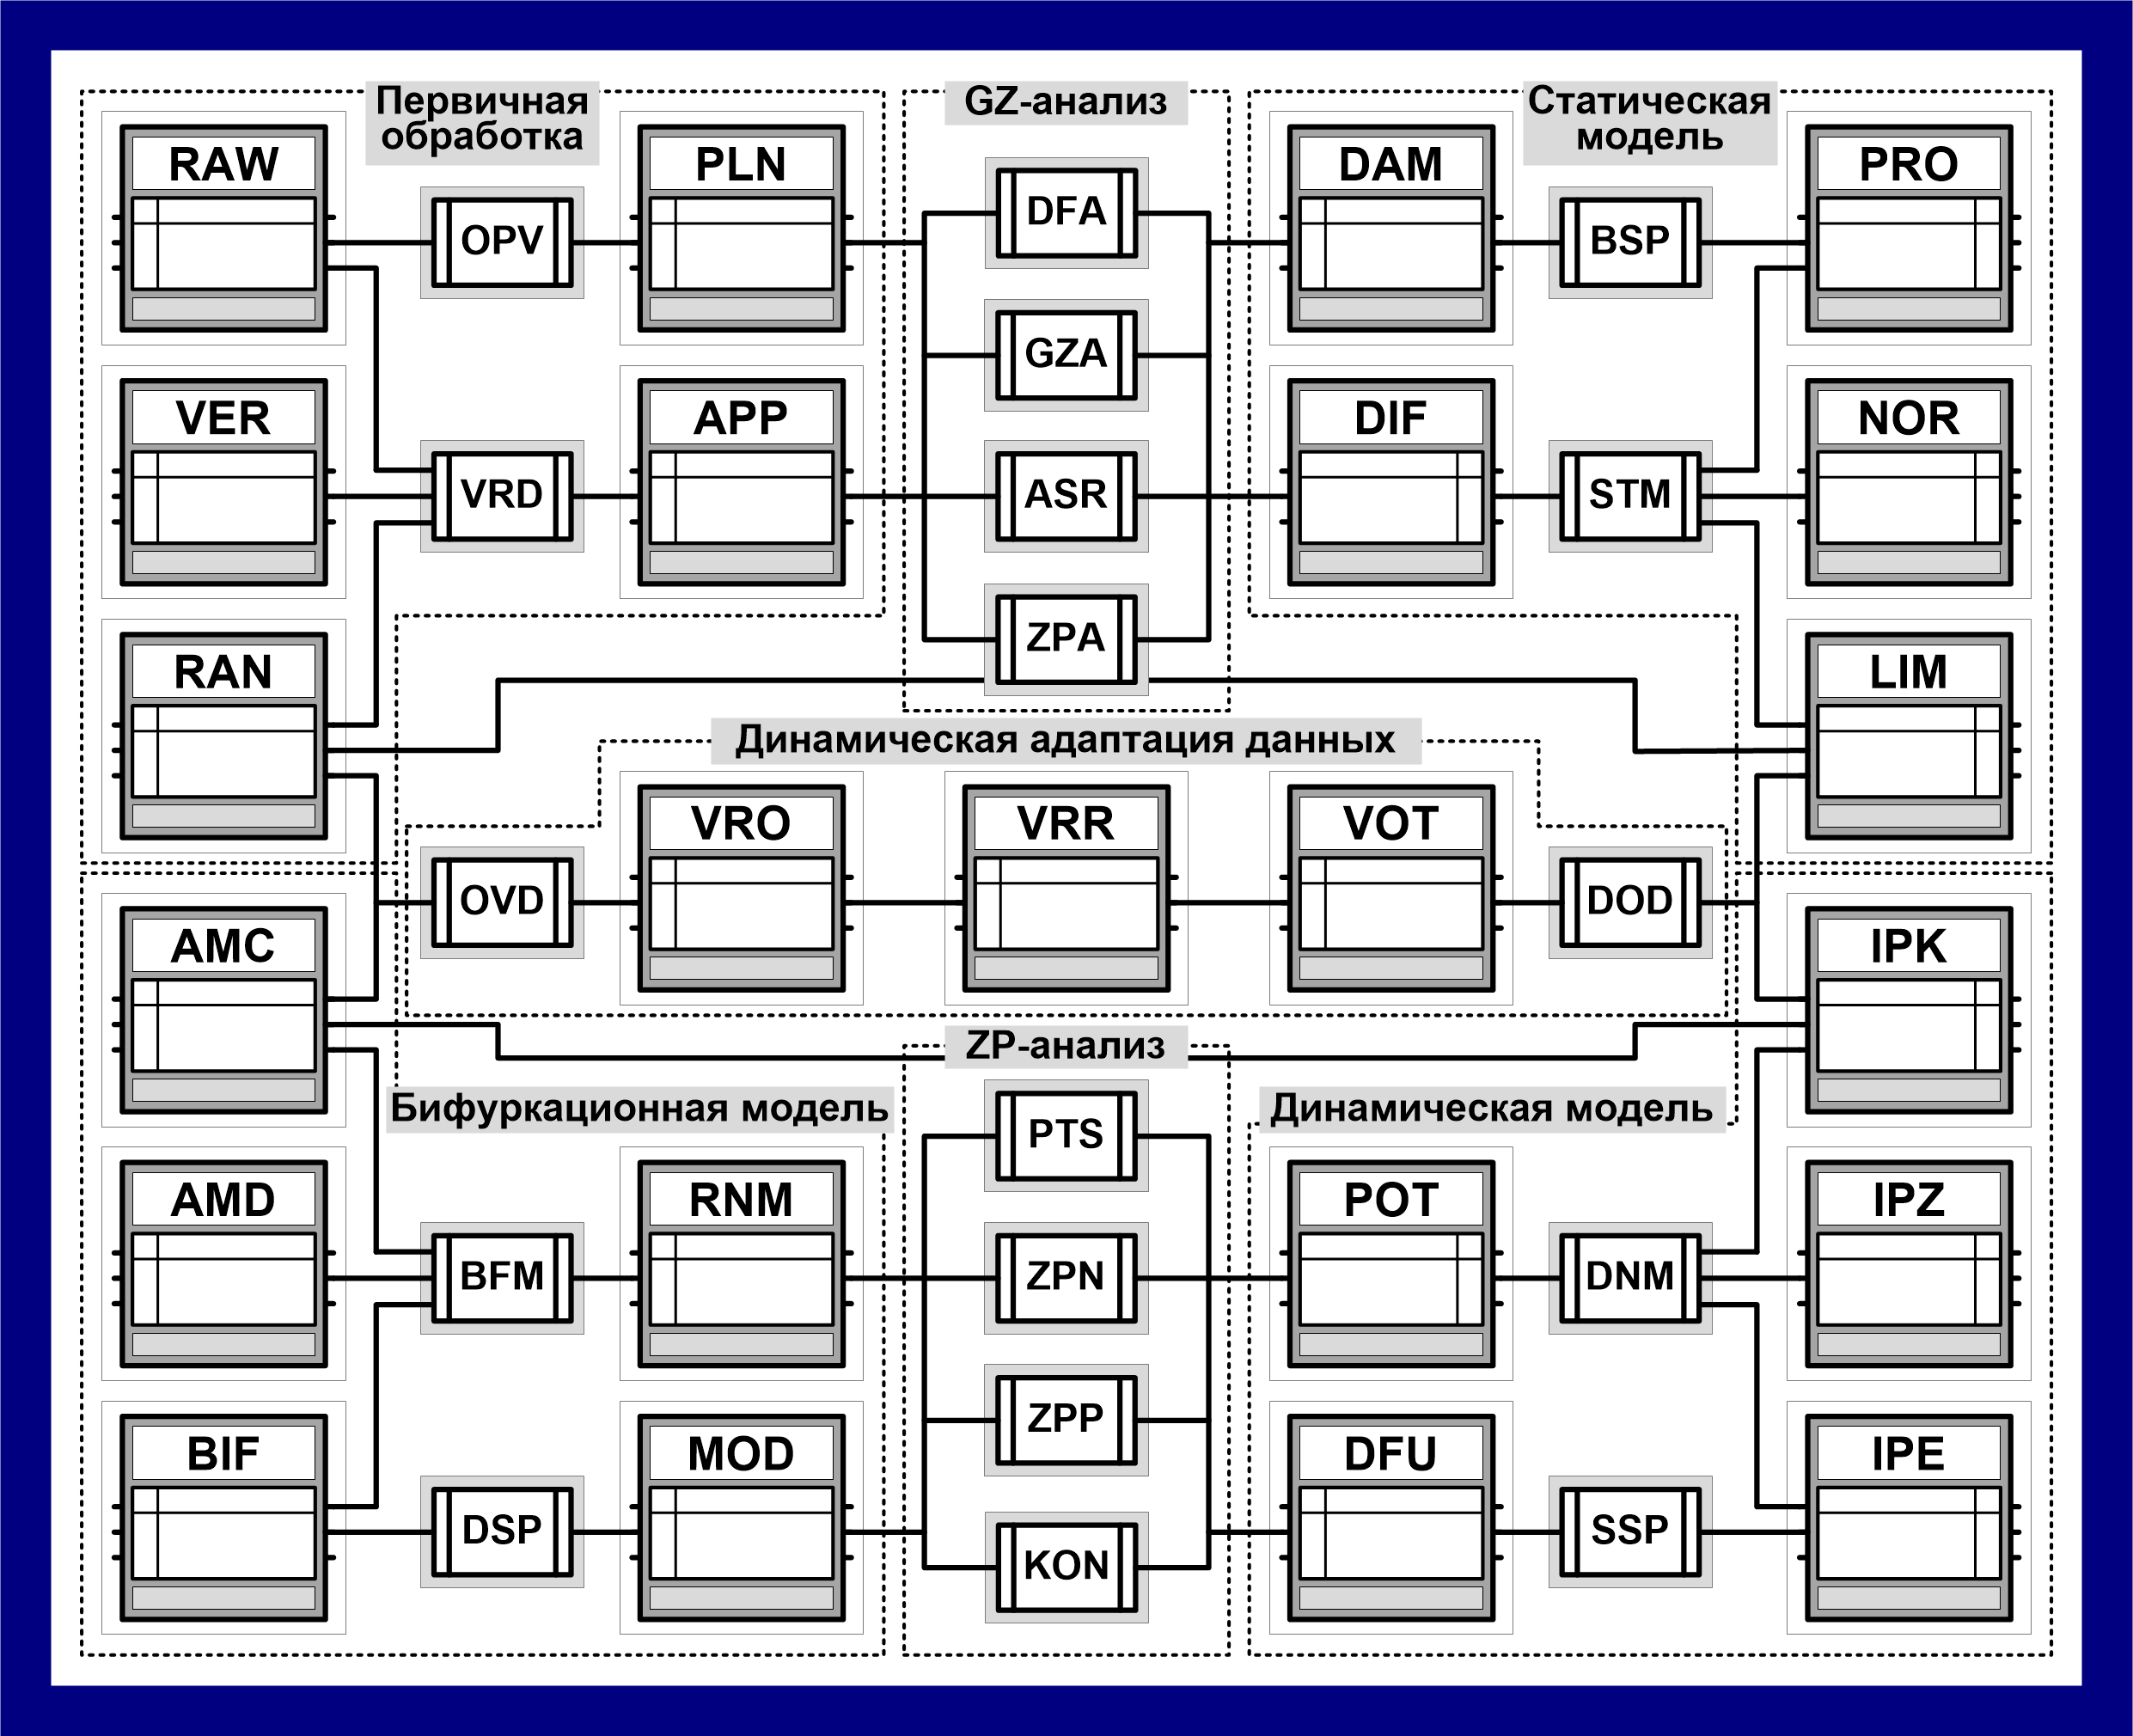 Первичная
обработка
GZ-анализ
Статическая
модель
RAW
OPV
PLN
DFA
DAM
BSP
PRO
GZA
VER
VRD
APP
ASR
DIF
STM
NOR
RAN
ZPA
LIM
Динамическая адаптация данных
OVD
VRO
VRR
VOT
DOD
AMC
IPK
ZP-анализ
Бифуркационная модель
Динамическая модель
PTS
AMD
BFM
RNM
ZPN
POT
DNM
IPZ
ZPP
BIF
DSP
MOD
KON
DFU
SSP
IPE